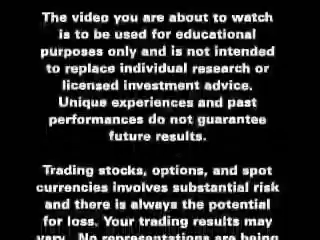 The video you are about to watch
is to be used for educational
purposes only and is not intended
to replace individual research or
licensed investment advice.
Unique experiences and past
performances do not guarantee
future results.
Trading stocks, options, and spot
currencies involves substantial risk
and there is always the potential
for loss. Your trading results may
vary. No representations are being